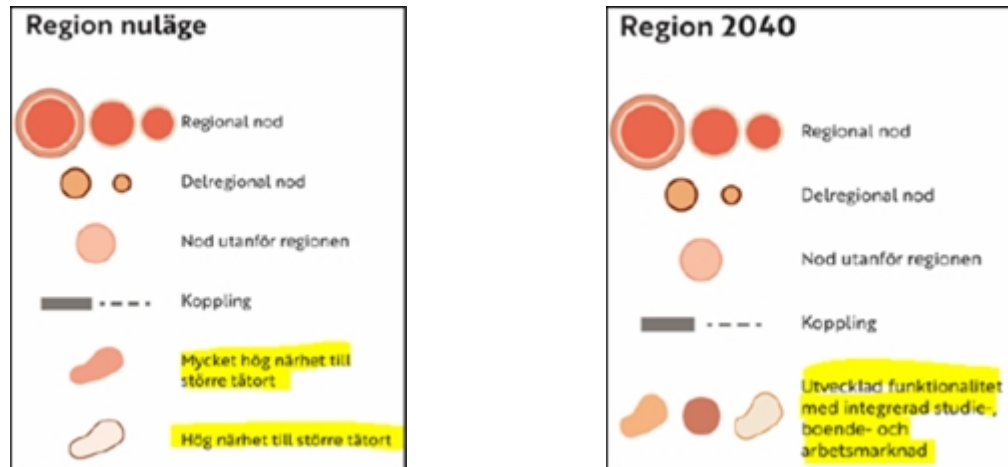 Region nuläge
Regional nod
Delregional nod
Nod utanför regionen
Koppling
Mycket hög närhet till
större tätort
Hög närhet till större tätort
Region 2040
Regional nod
Delregional nod
Nod utanför regionen
Koppling
Utvecklad funktionalitet
med integrerad studie-,
boende- och
arbetsmarknad